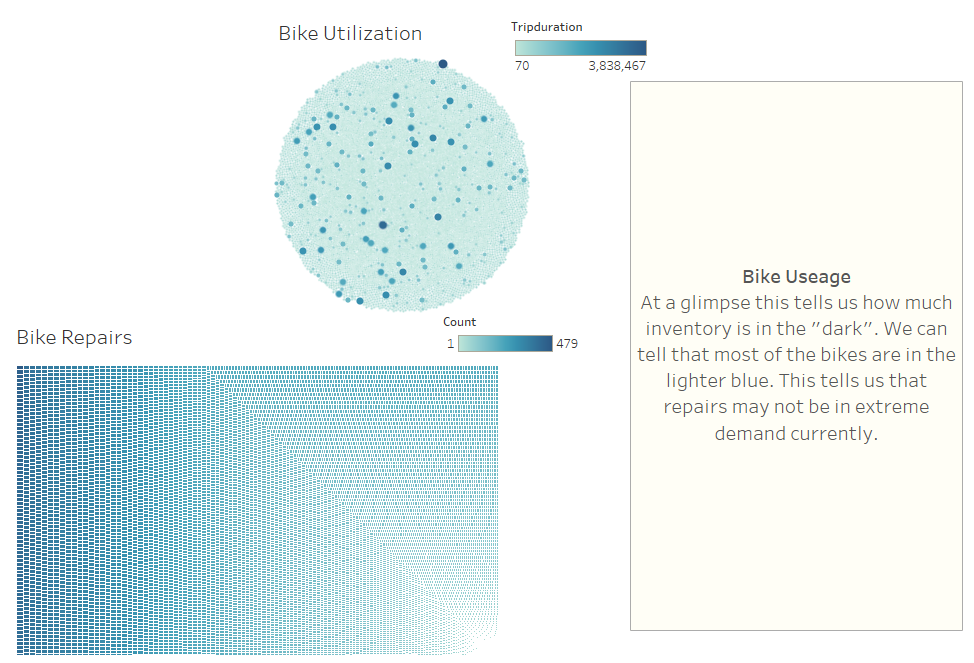 Bike Utilization
Tripduration
70 3,838,467
Bike Repairs
Count
1 479
Bike Useage
At a glimpse this tells us how much
inventory is in the "dark". We can
tell that most of the bikes are in the
lighter blue. This tells us that
repairs may not be in extreme
demand currently.